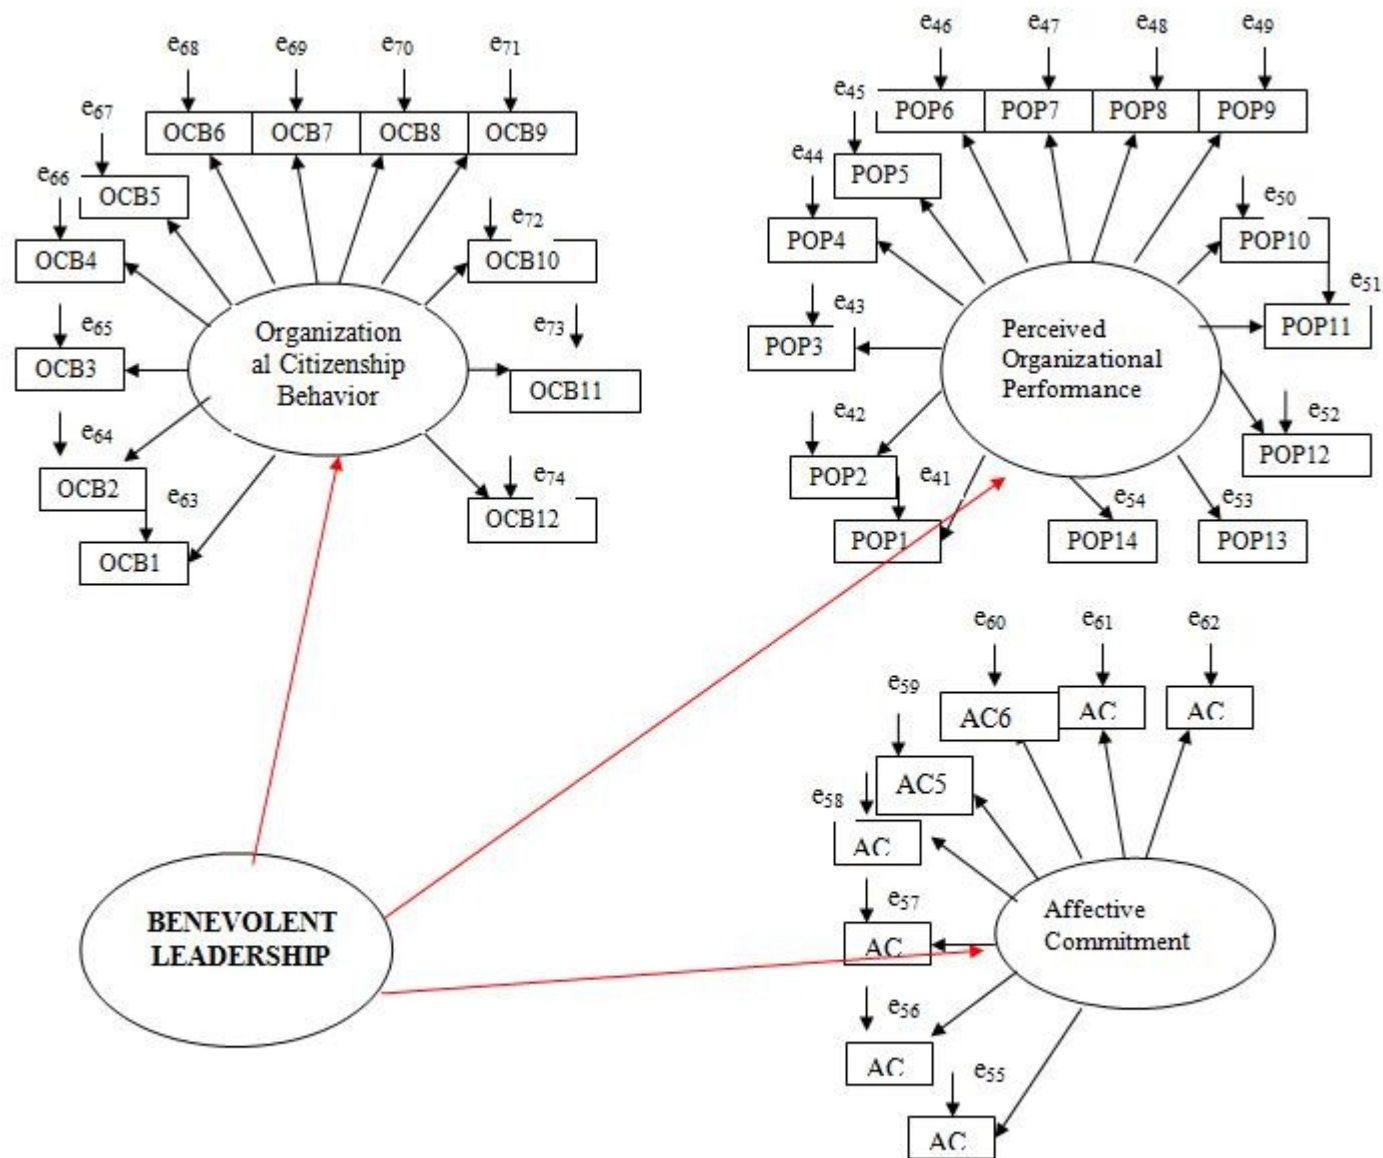 e68 e69 e70 e71
e67
OCB6 OCB7 OCB8 OCB9
e66
OCB5
e72
OCB4
OCB10
e65
e73
OCB3
Organization
al Citizenship
Behavior
OCB11
e64
OCB2
e63
e74
OCB12
OCB1
e46 e47 e48 e49
e45
POP6 POP7 POP8 POP9
e44
POP5
e50
POP4
POP10
e43
e51
POP3
POP11
Perceived
Organizational
Performance
e42
e52
POP2
POP12
e41
e54
e53
POP1
POP14
POP13
e60 e61 e62
e59
AC6 AC AC
AC5
e58
AC
e57
AC
Affective
Commitment
e56
AC
e55
AC
BENEVOLENT
LEADERSHIP